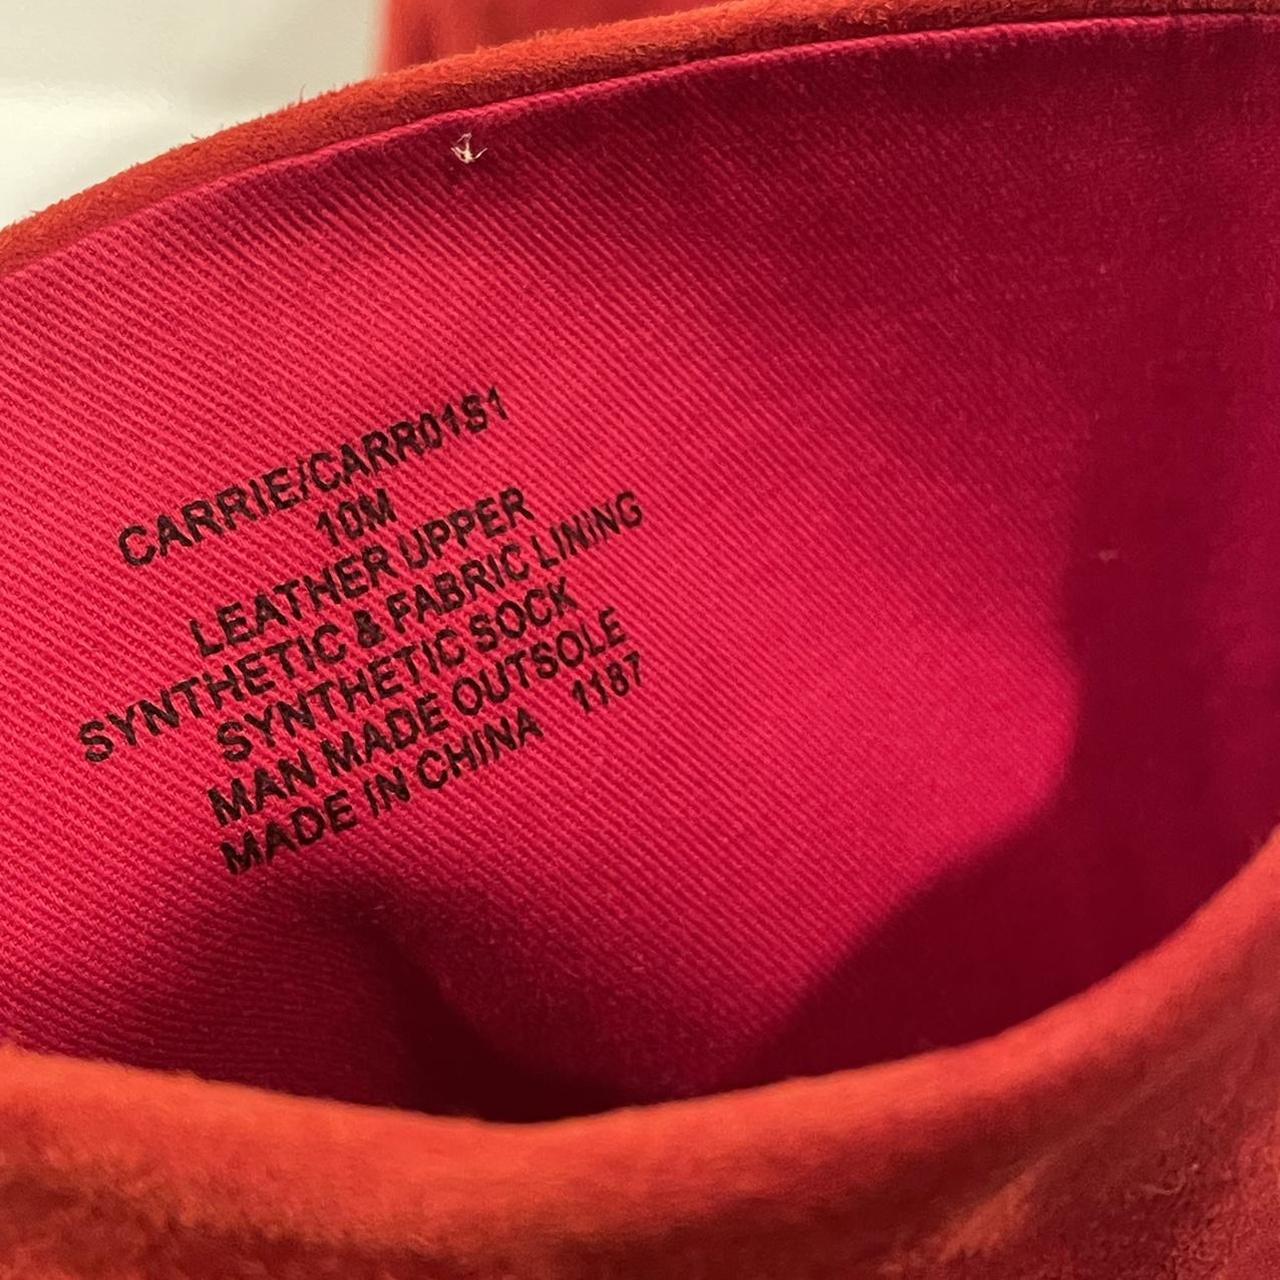 CARRIE/CARR01S1
10M
LEATHER UPPER
SYNTHETIC & FABRIC LINING
SYNTHETIC SOCK
MAN MADE OUTSOLE
MADE IN CHINA 1187